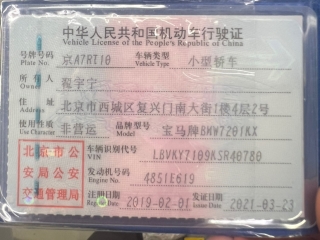 中华人民共和国机动车行驶证
Vehicle License of the People's Republic of China
号牌号码 京A7RT10 车辆类型 小型轿车
Plate No. Vehicle Type
所有人 翟宇宁
Owner
住址 北京市西城区复兴门南大街1楼4层2号
Address
使用性质 非营运 品牌型号 宝马牌BMW7201KX
Use Character Model
北京市公安局公安交通管理局
车辆识别代号 LBVKY7109KSR40780
VIN
发动机号码 4851E619
Engine No.
注册日期 2019-02-01 发证日期 2021-03-23
Register Date Issue Date